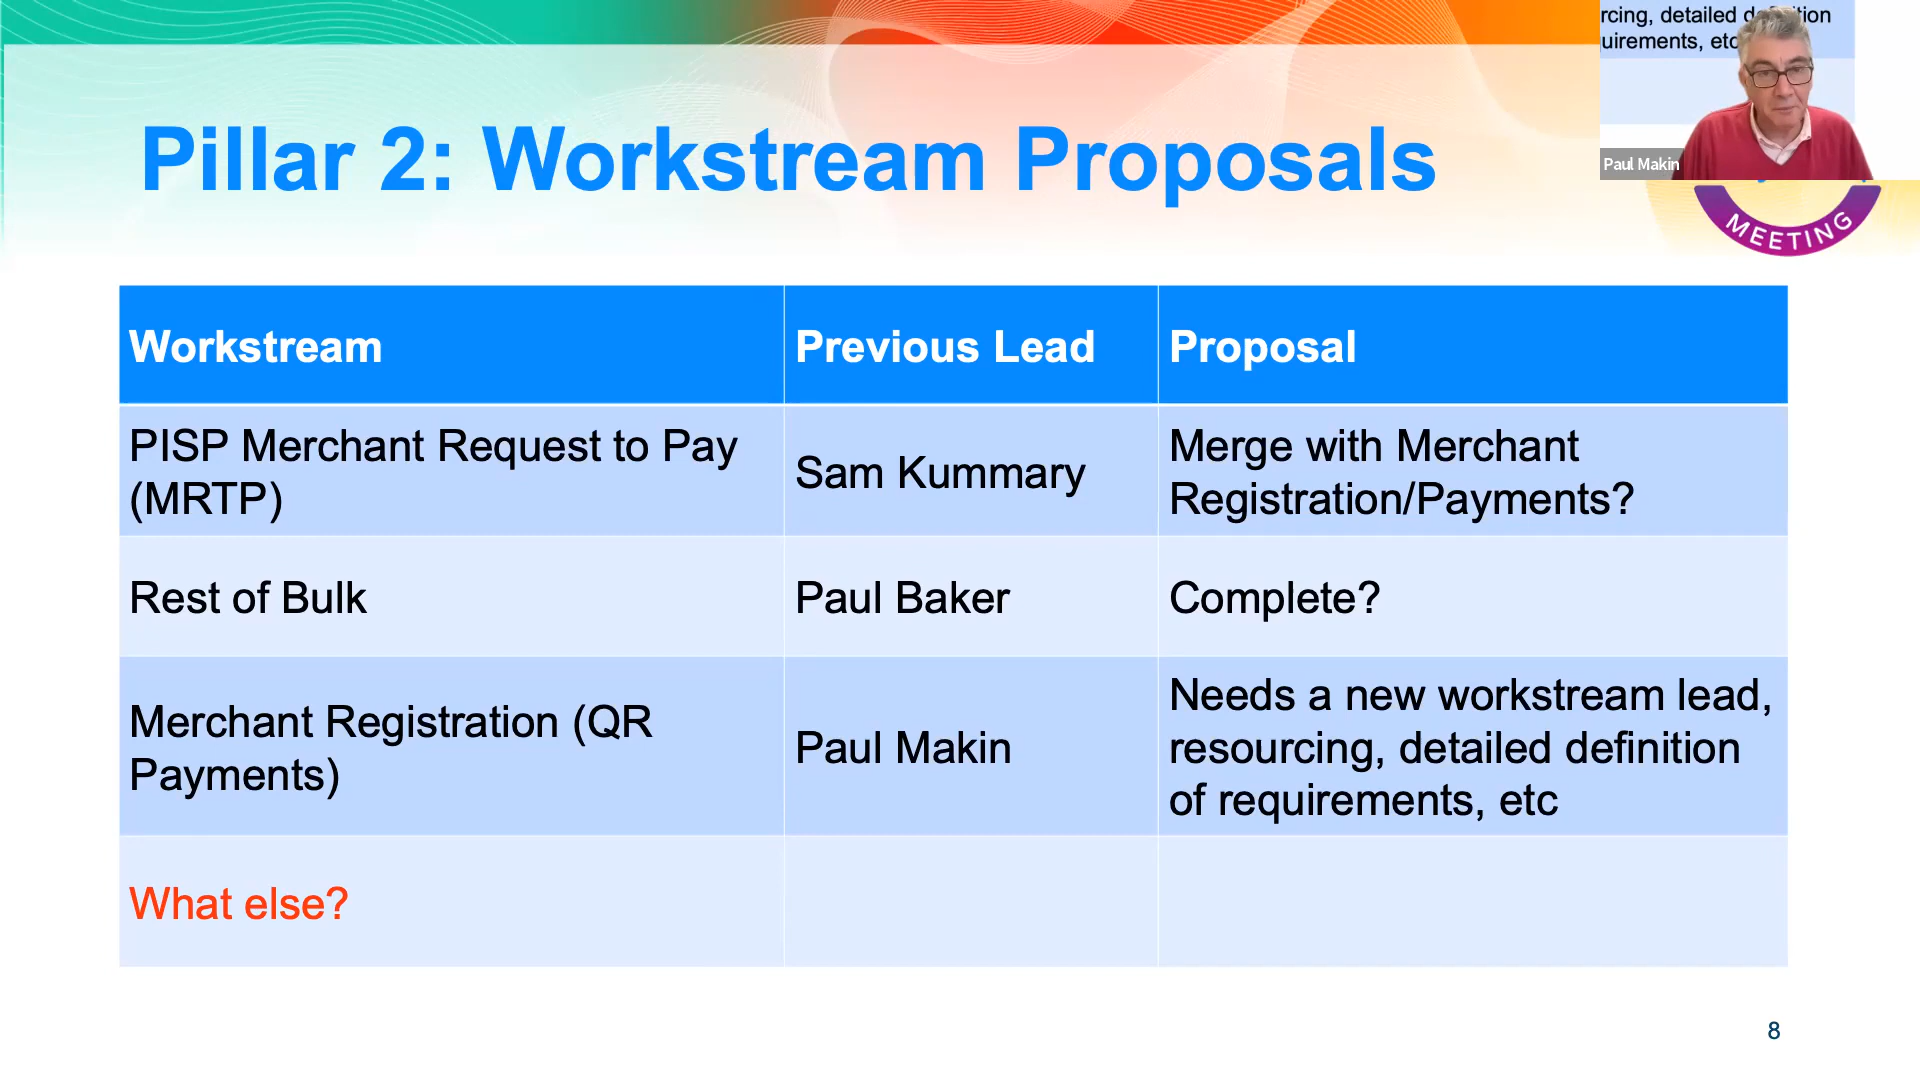 rcing, detailed
uirements, etc
Paul Makin
MEETING
Pillar 2: Workstream Proposals
Workstream
Previous Lead
Proposal
PISP Merchant Request to Pay
(MRTP)
Sam Kummary
Merge with Merchant
Registration/Payments?
Rest of Bulk
Paul Baker
Complete?
Merchant Registration (QR
Payments)
Paul Makin
Needs a new workstream lead,
resourcing, detailed definition
of requirements, etc
What else?
8